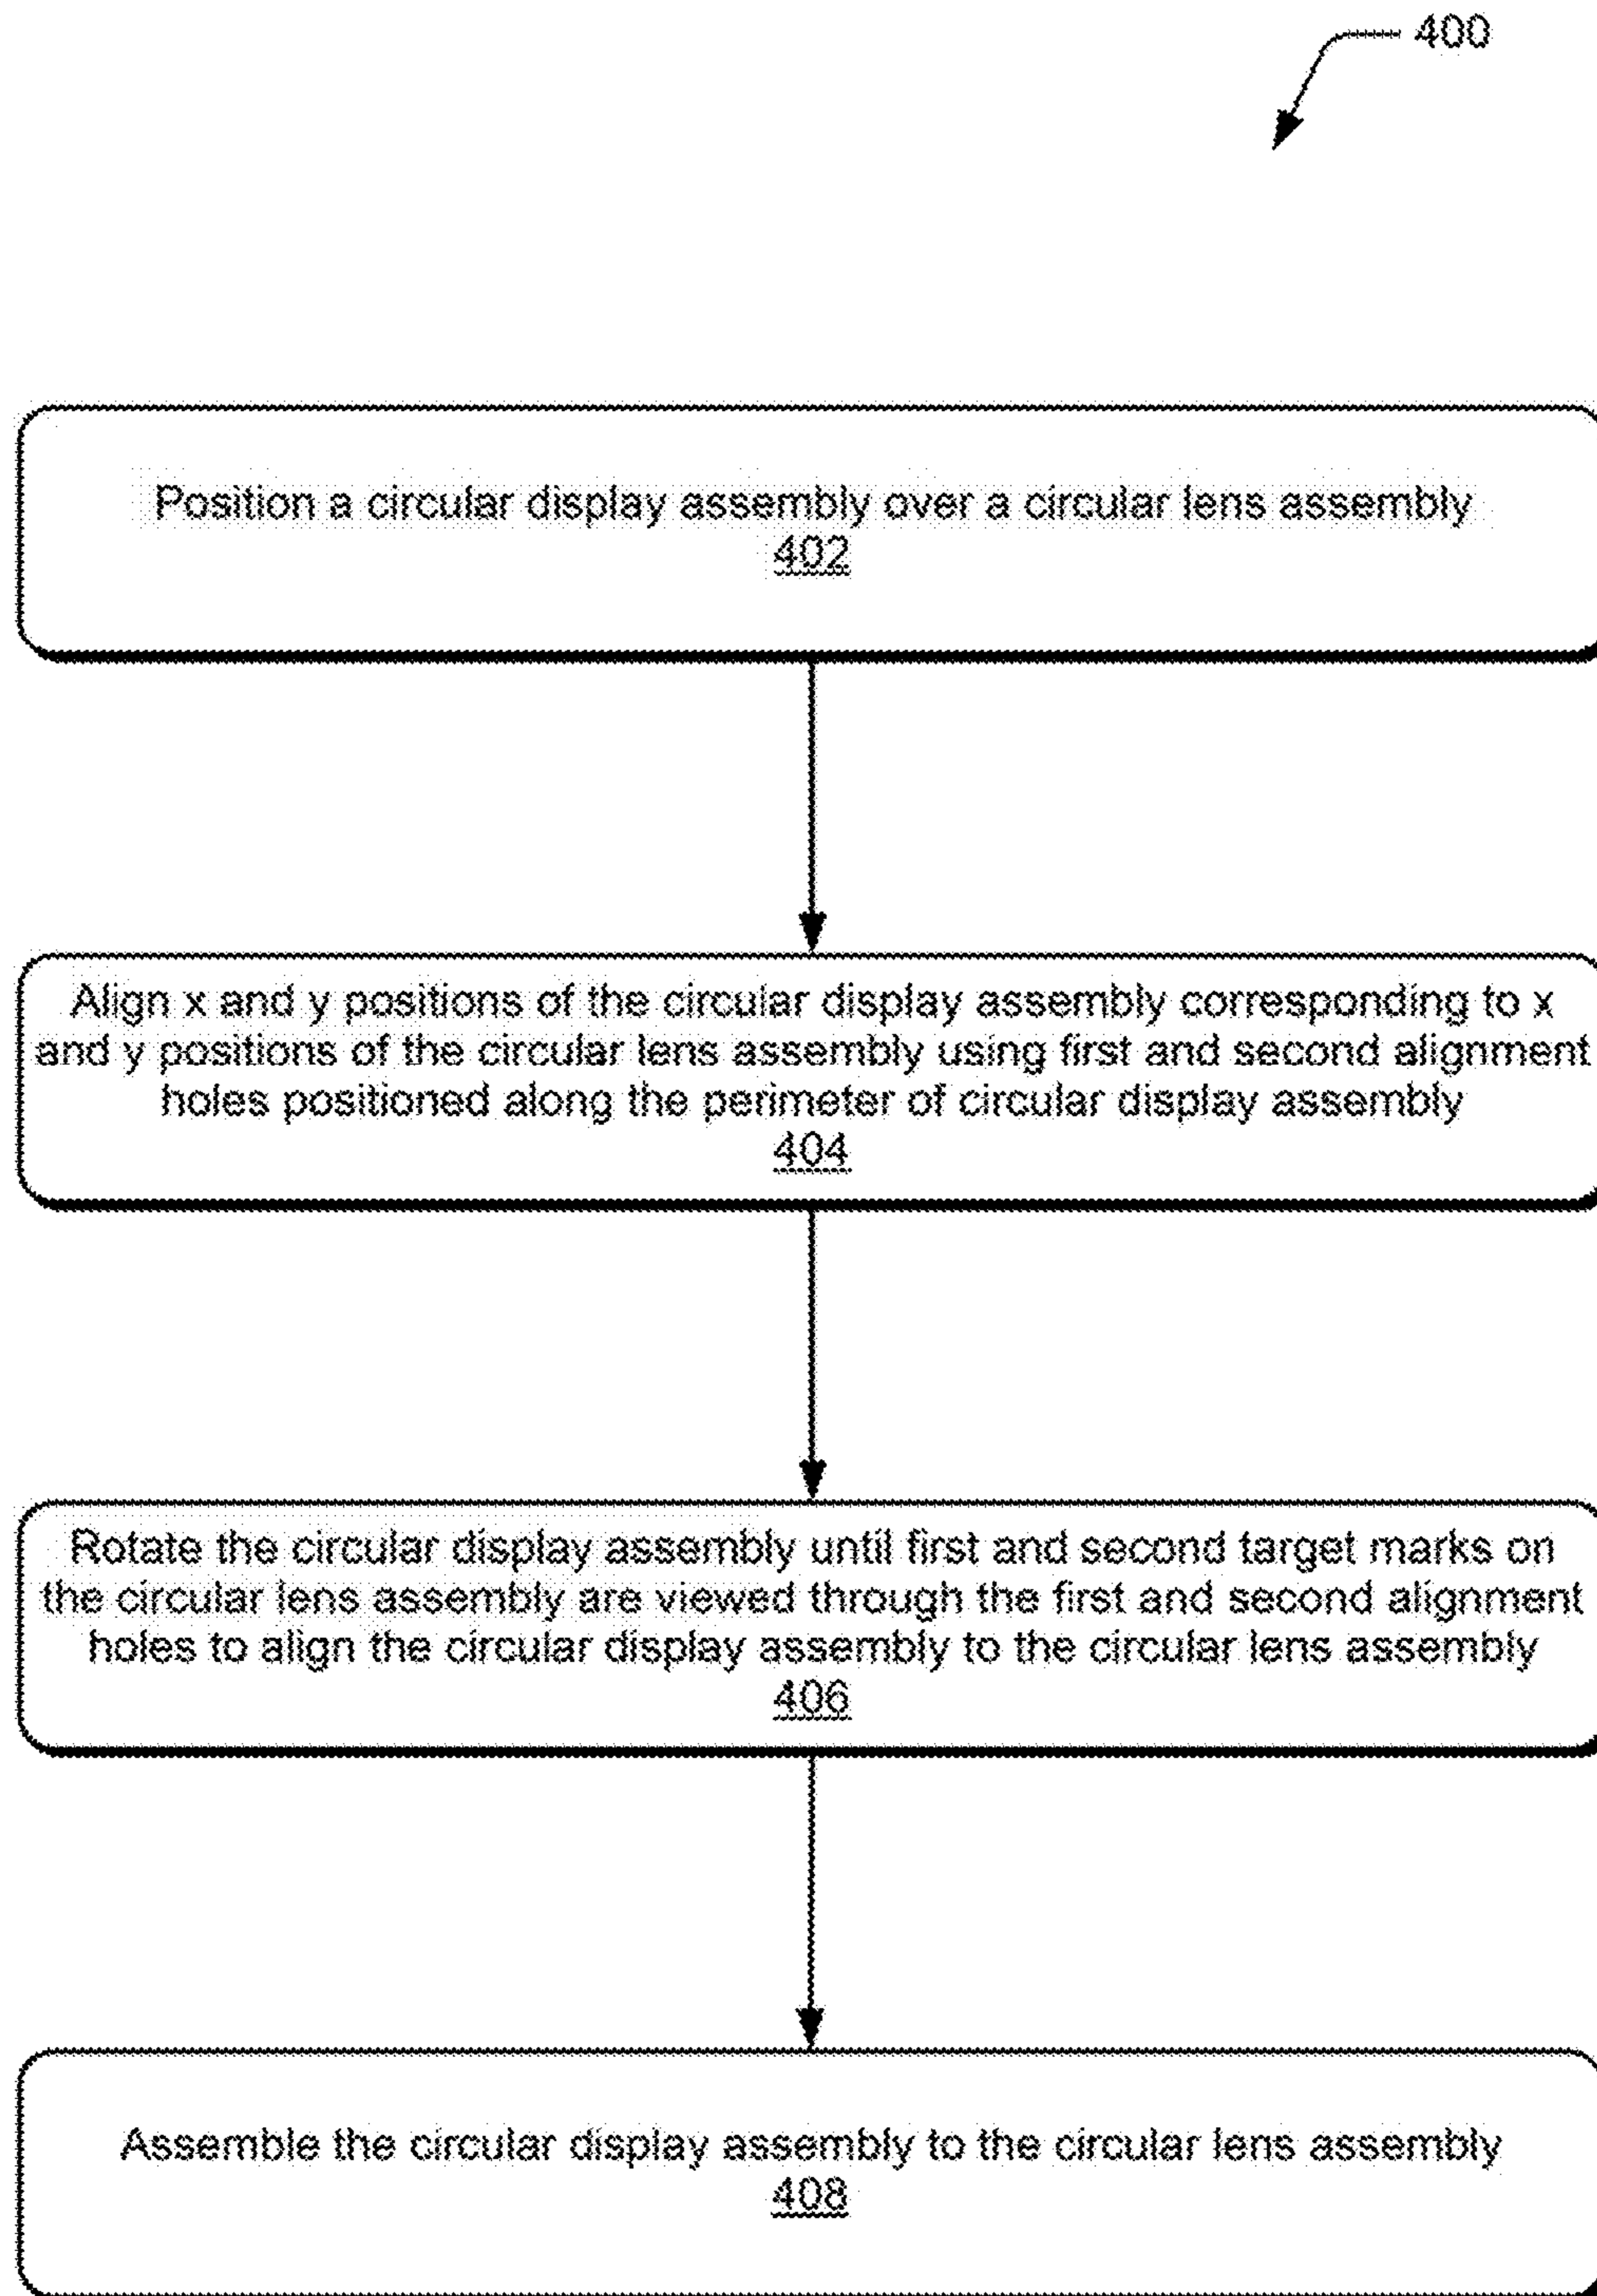 400
Position a circular display assembly over a circular lens assembly
402
Align x and y positions of the circular display assembly corresponding to x
and y positions of the circular lens assembly using first and second alignment
holes positioned along the perimeter of circular display assembly
404
Rotate the circular display assembly until first and second target marks on
the circular lens assembly are viewed through the first and second alignment
holes to align the circular display assembly to the circular lens assembly
406
Assemble the circular display assembly to the circular lens assembly
408